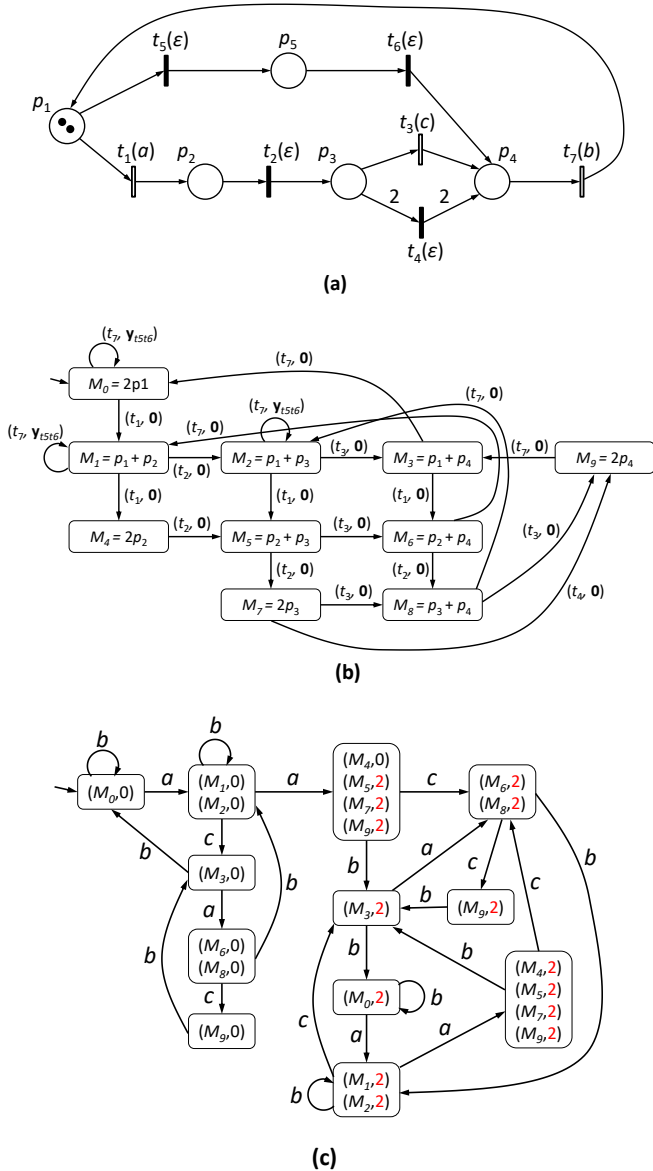 t5(ε)
p5
t6(ε)
p1
t3(c)
t1(a)
p2
t2(ε)
p3
p4
t7(b)
2
2
t4(ε)
(a)
(t7, yt5t6)
(t7, 0)
M0 = 2p1
(t7, 0)
(t1, 0)
(t7, yt5t6)
(t7, yt5t6)
(t7, 0)
M1 = p1 + p2
(t2, 0)
M2 = p1 + p3
(t3, 0)
M3 = p1 + p4
(t7, 0)
M9 = 2p4
(t1, 0)
(t1, 0)
(t1, 0)
M4 = 2p2
(t2, 0)
M5 = p2 + p3
(t3, 0)
M6 = p2 + p4
(t3, 0)
(t2, 0)
(t2, 0)
M7 = 2p3
(t3, 0)
M8 = p3 + p4
(t4, 0)
(b)
b
b
(M0,0)
a
(M1,0)
(M2,0)
a
(M4,0)
(M5,2)
(M7,2)
(M9,2)
c
(M6,2)
(M8,2)
b
c
b
(M3,0)
b
a
b
(M6,0)
(M8,0)
c
(M9,0)
b
a
c
b
(M3,2)
b
(M9,2)
c
b
b
(M0,2)
b
(M4,2)
(M5,2)
(M7,2)
(M9,2)
c
a
a
b
(M1,2)
(M2,2)
(c)